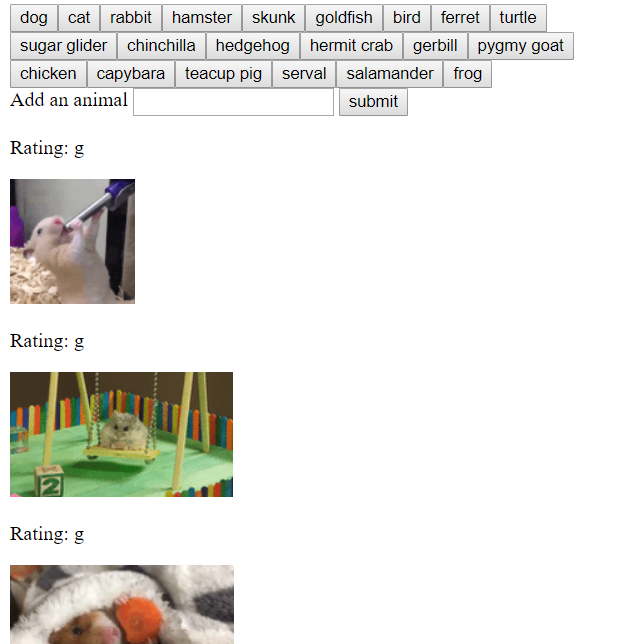 dog cat rabbit hamster skunk goldfish bird ferret turtle
sugar glider chinchilla hedgehog hermit crab gerbill pygmy goat
chicken capybara teacup pig serval salamander frog
Add an animal submit
Rating: g
Rating: g
2
Rating: g